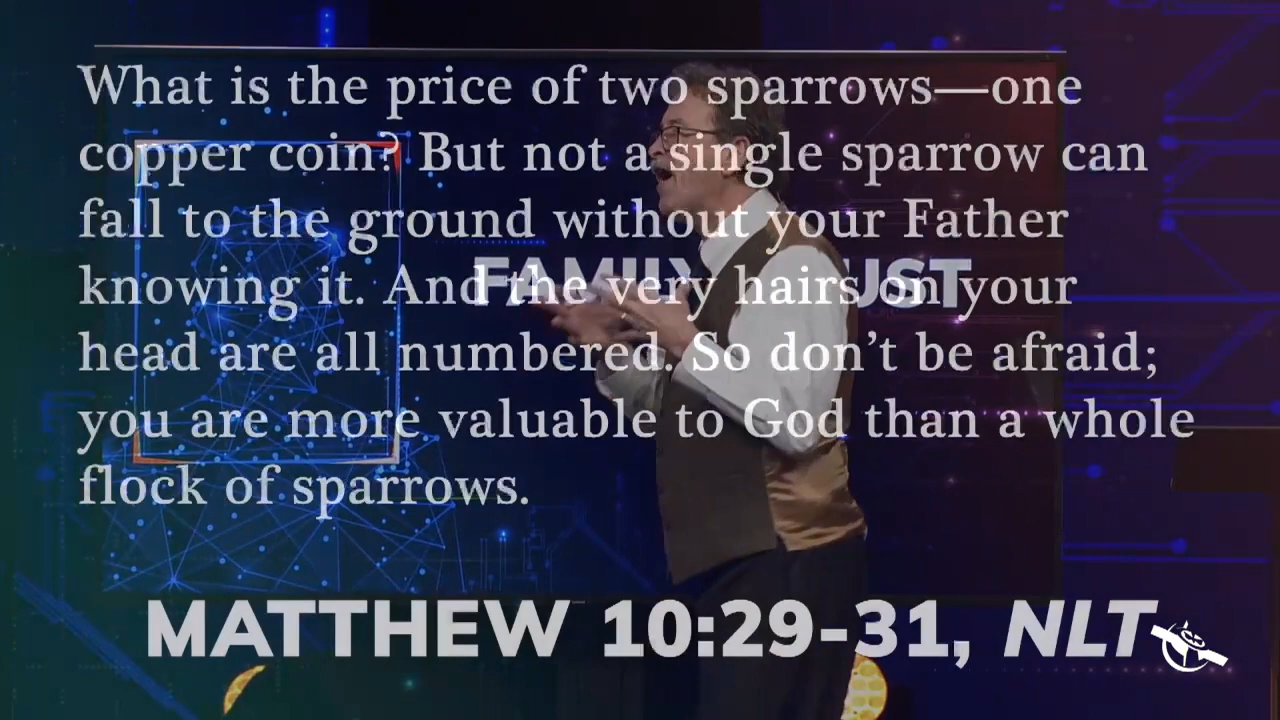 What is the price of two sparrows—one
copper coin? But not a single sparrow can
fall to the ground without your Father
knowing it. And the very hairs on your
head are all numbered. So don’t be afraid;
you are more valuable to God than a whole
flock of sparrows.
MATTHEW 10:29-31, NLT